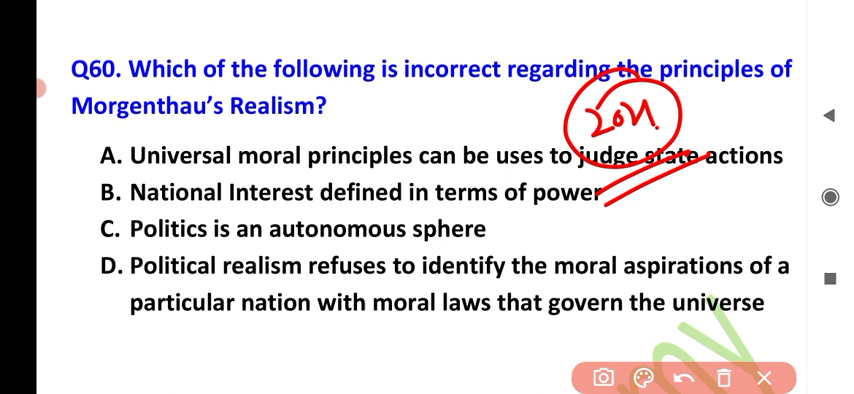 Q60. Which of the following is incorrect regarding the principles of
Morgenthau's Realism?
A. Universal moral principles can be uses to judge state actions
B. National Interest defined in terms of power
C. Politics is an autonomous sphere
D. Political realism refuses to identify the moral aspirations of a
particular nation with moral laws that govern the universe